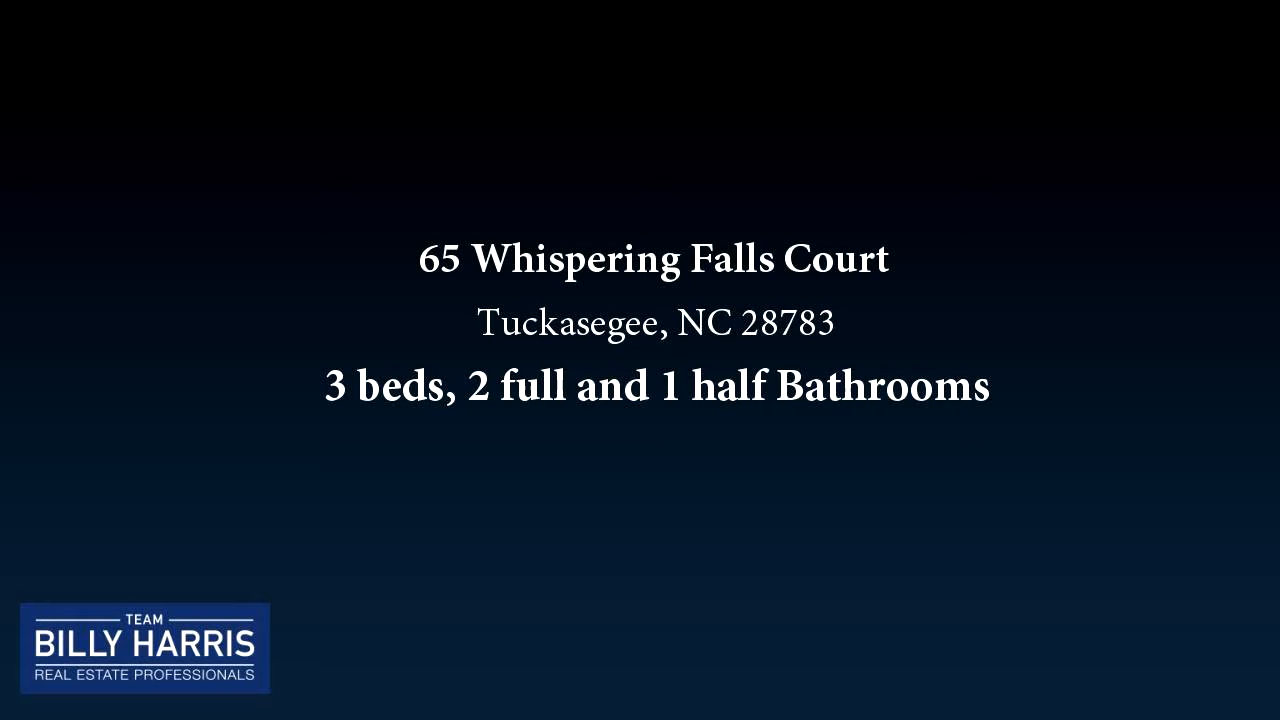 65 Whispering Falls Court
Tuckasegee, NC 28783
3 beds, 2 full and 1 half Bathrooms
TEAM
BILLY HARRIS
REAL ESTATE PROFESSIONALS